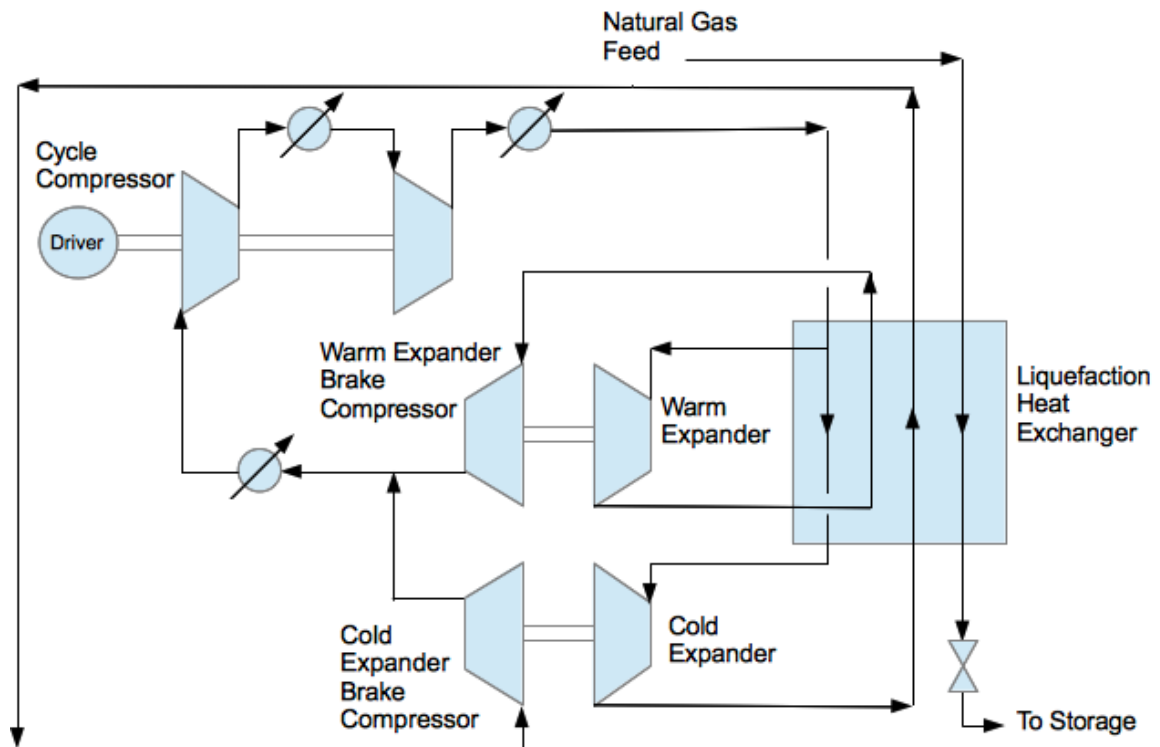 Natural Gas
Feed
Cycle
Compressor
Driver
Warm Expander
Brake
Compressor
Warm
Expander
Liquefaction
Heat
Exchanger
Cold
Expander
Brake
Compressor
Cold
Expander
To Storage